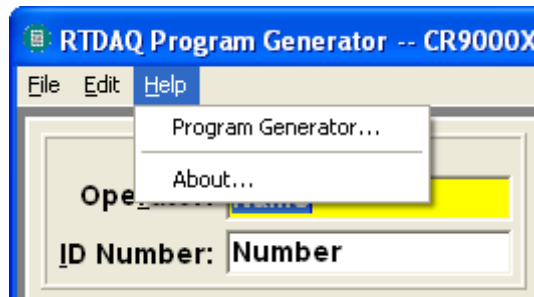 RTDAQ Program Generator -- CR9000X
File Edit Help
Program Generator...
About...
ID Number: Number